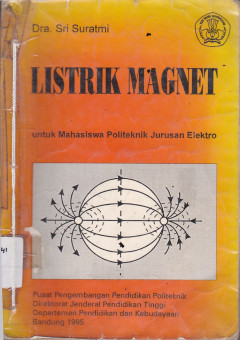 Dra. Sri Suratmi
LISTRIK MAGNET
untuk Mahasiswa Politeknik Jurusan Elektro
Pusat Pengembangan Pendidikan Politeknik
Direktorat Jenderal Pendidikan Tinggi
Departemen Pendidikan dan Kebudayaan
Bandung 1995